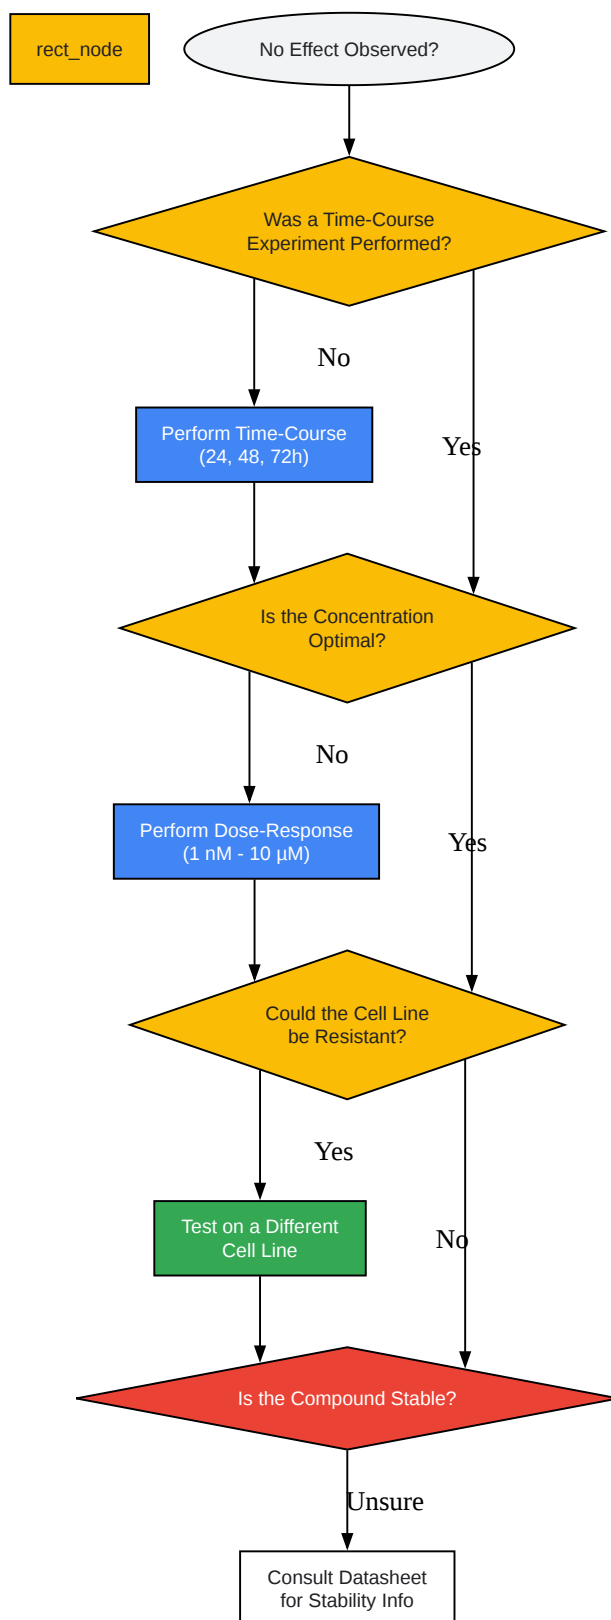 rect_node
No Effect Observed?
Was a Time-Course
Experiment Performed?
No
Perform Time-Course
(24, 48, 72h)
Yes
Is the Concentration
Optimal?
No
Perform Dose-Response
(1 nM - 10 µM)
Yes
Could the Cell Line
be Resistant?
Yes
Test on a Different
Cell Line
No
Is the Compound Stable?
Unsure
Consult Datasheet
for Stability Info